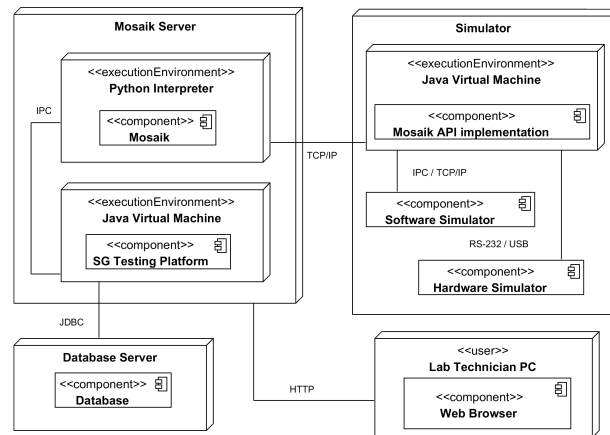 Mosaik Server
<<executionEnvironment>>
Python Interpreter
<<component>>
Mosaik
IPC
<<executionEnvironment>>
Java Virtual Machine
<<component>>
SG Testing Platform
TCP/IP
Simulator
<<executionEnvironment>>
Java Virtual Machine
<<component>>
Mosaik API implementation
IPC / TCP/IP
<<component>>
Software Simulator
RS-232 / USB
<<component>>
Hardware Simulator
JDBC
Database Server
<<component>>
Database
HTTP
<<user>>
Lab Technician PC
<<component>>
Web Browser